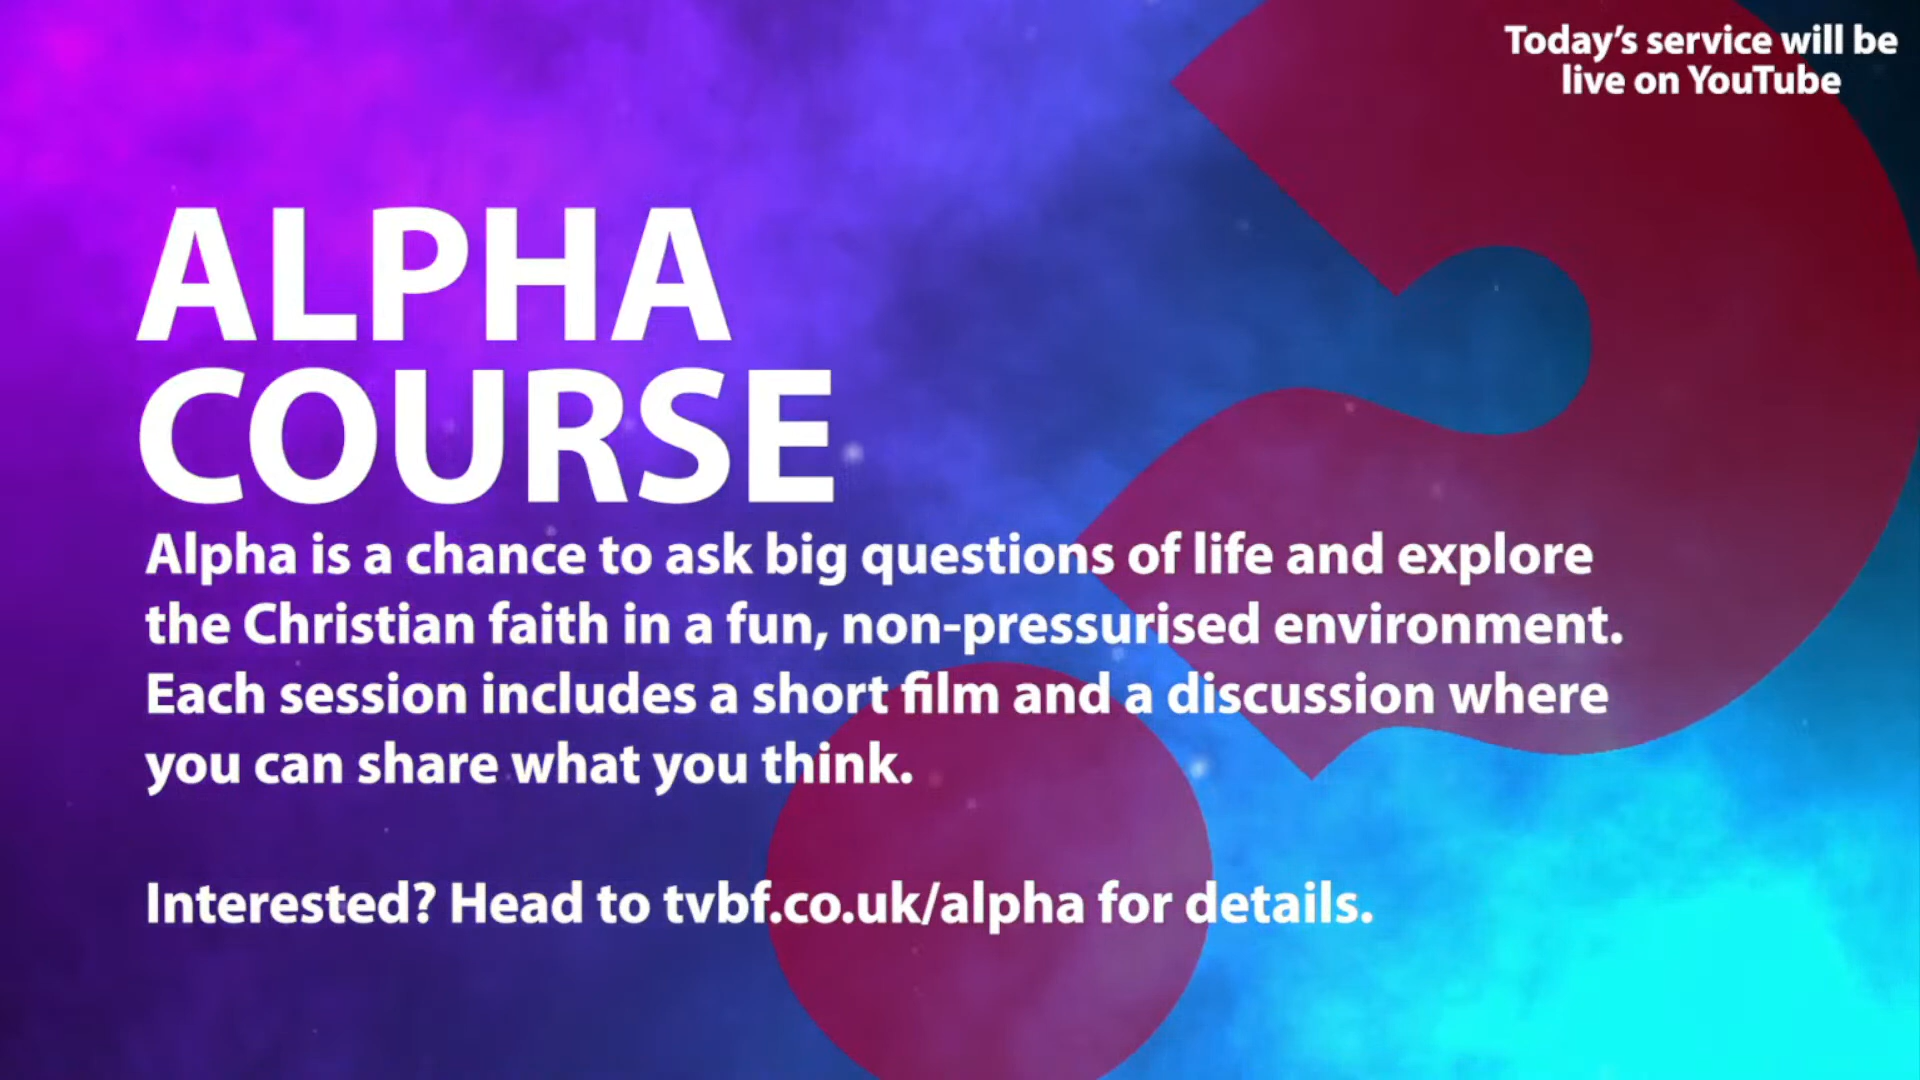 Today’s service will be
live on YouTube
ALPHA
COURSE
Alpha is a chance to ask big questions of life and explore
the Christian faith in a fun, non-pressurised environment.
Each session includes a short film and a discussion where
you can share what you think.
Interested? Head to tvbf.co.uk/alpha for details.